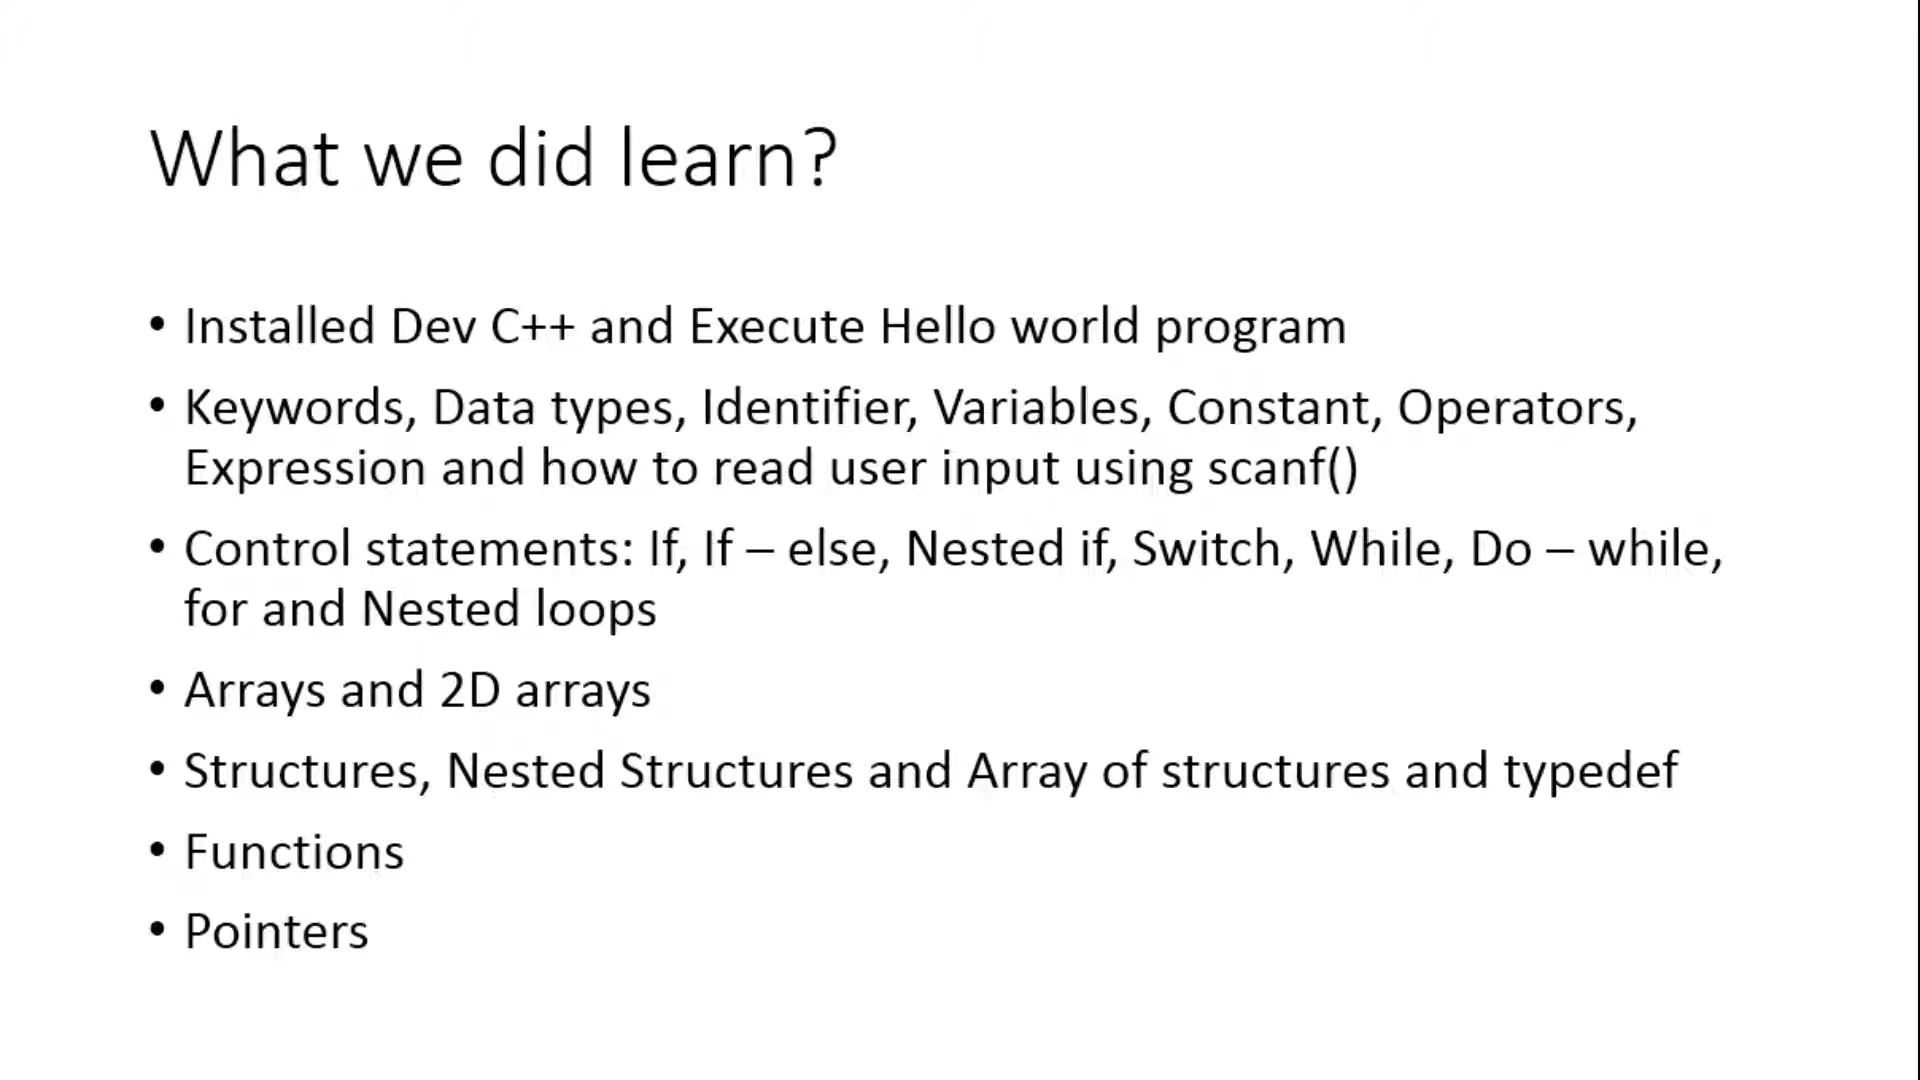 What we did learn?
• Installed Dev C++ and Execute Hello world program
• Keywords, Data types, Identifier, Variables, Constant, Operators,
Expression and how to read user input using scanf()
• Control statements: If, If – else, Nested if, Switch, While, Do – while,
for and Nested loops
• Arrays and 2D arrays
• Structures, Nested Structures and Array of structures and typedef
• Functions
• Pointers